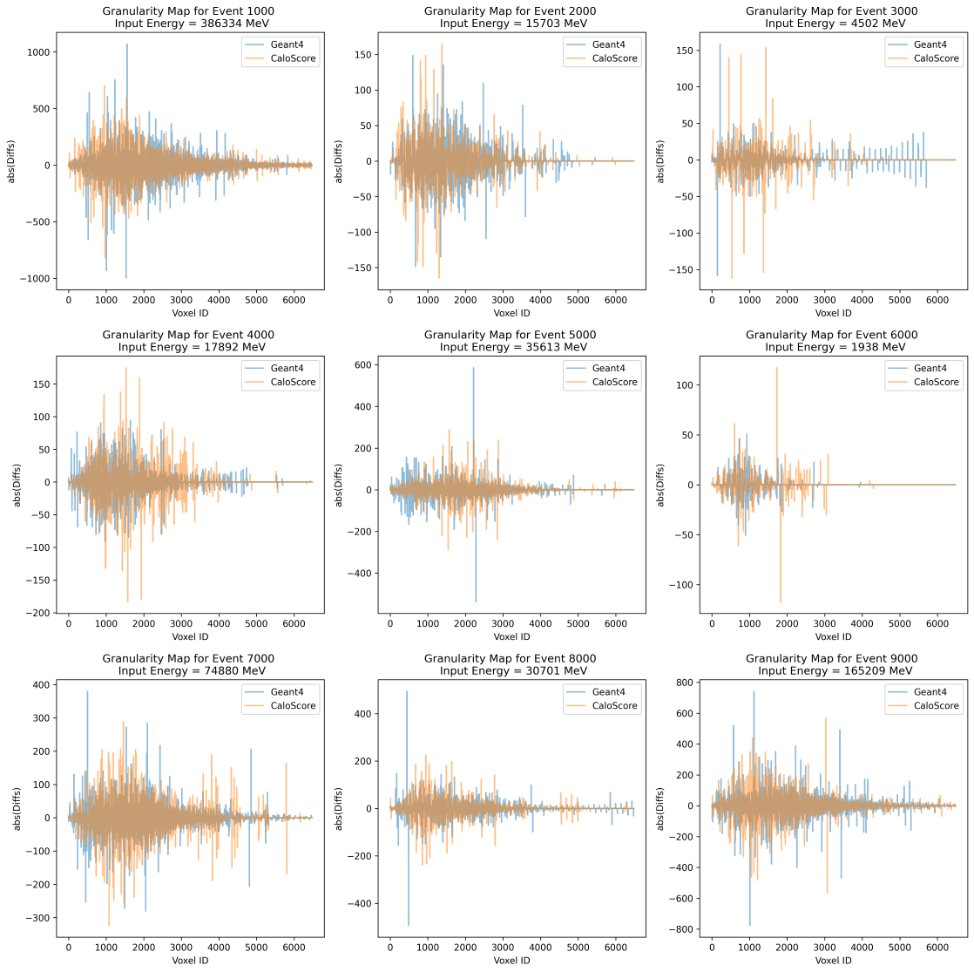 Granularity Map for Event 1000
Input Energy = 386334 MeV
1000
500
0
−500
−1000
abs(Diffs)
0 1000 2000 3000 4000 5000 6000
Voxel ID
Geant4
CaloScore
Granularity Map for Event 2000
Input Energy = 15703 MeV
150
100
50
0
−50
−100
−150
abs(Diffs)
0 1000 2000 3000 4000 5000 6000
Voxel ID
Geant4
CaloScore
Granularity Map for Event 3000
Input Energy = 4502 MeV
150
100
50
0
−50
−100
−150
abs(Diffs)
0 1000 2000 3000 4000 5000 6000
Voxel ID
Geant4
CaloScore
Granularity Map for Event 4000
Input Energy = 17892 MeV
150
100
50
0
−50
−100
−150
−200
abs(Diffs)
0 1000 2000 3000 4000 5000 6000
Voxel ID
Geant4
CaloScore
Granularity Map for Event 5000
Input Energy = 35613 MeV
600
400
200
0
−200
−400
abs(Diffs)
0 1000 2000 3000 4000 5000 6000
Voxel ID
Geant4
CaloScore
Granularity Map for Event 6000
Input Energy = 1938 MeV
100
50
0
−50
−100
abs(Diffs)
0 1000 2000 3000 4000 5000 6000
Voxel ID
Geant4
CaloScore
Granularity Map for Event 7000
Input Energy = 74880 MeV
400
300
200
100
0
−100
−200
−300
abs(Diffs)
0 1000 2000 3000 4000 5000 6000
Voxel ID
Geant4
CaloScore
Granularity Map for Event 8000
Input Energy = 30701 MeV
400
200
0
−200
−400
abs(Diffs)
0 1000 2000 3000 4000 5000 6000
Voxel ID
Geant4
CaloScore
Granularity Map for Event 9000
Input Energy = 165209 MeV
800
600
400
200
0
−200
−400
−600
−800
abs(Diffs)
0 1000 2000 3000 4000 5000 6000
Voxel ID
Geant4
CaloScore